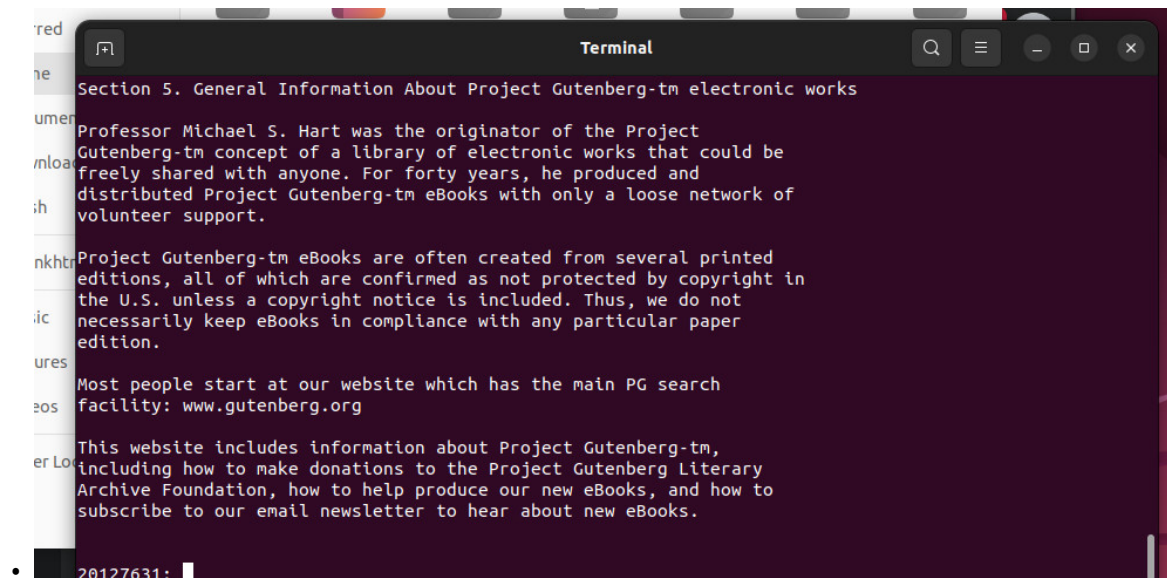 Terminal
Section 5. General Information About Project Gutenberg-tm electronic works
Professor Michael S. Hart was the originator of the Project
Gutenberg-tm concept of a library of electronic works that could be
freely shared with anyone. For forty years, he produced and
distributed Project Gutenberg-tm eBooks with only a loose network of
volunteer support.
Project Gutenberg-tm eBooks are often created from several printed
editions, all of which are confirmed as not protected by copyright in
the U.S. unless a copyright notice is included. Thus, we do not
necessarily keep eBooks in compliance with any particular paper
edition.
Most people start at our website which has the main PG search
facility: www.gutenberg.org
This website includes information about Project Gutenberg-tm,
including how to make donations to the Project Gutenberg Literary
Archive Foundation, how to help produce our new eBooks, and how to
subscribe to our email newsletter to hear about new eBooks.
20127631: